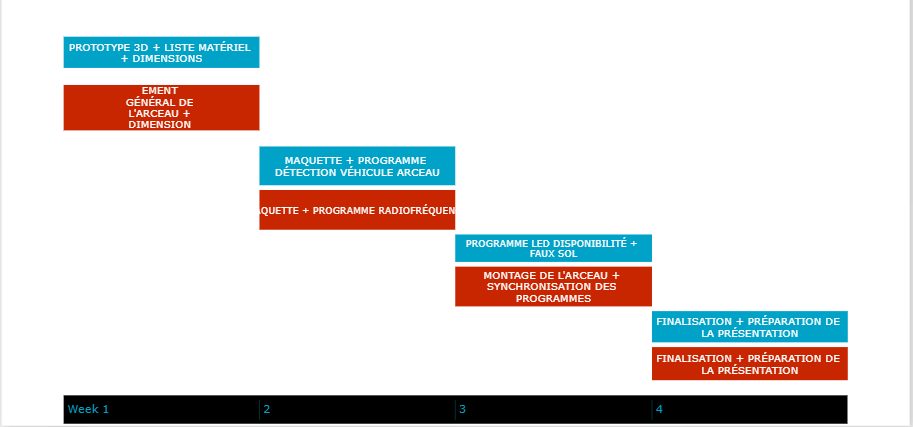 PROTOTYPE 3D + LISTE MATÉRIEL
+ DIMENSIONS
EMENT
GÉNÉRAL DE
L'ARCEAU +
DIMENSION
MAQUETTE + PROGRAMME
DÉTECTION VÉHICULE ARCEAU
AQUETTE + PROGRAMME RADIOFRÉQUEN
PROGRAMME LED DISPONIBILITÉ +
FAUX SOL
MONTAGE DE L'ARCEAU +
SYNCHRONISATION DES
PROGRAMMES
FINALISATION + PRÉPARATION DE
LA PRÉSENTATION
FINALISATION + PRÉPARATION DE
LA PRÉSENTATION
Week 1 2 3 4